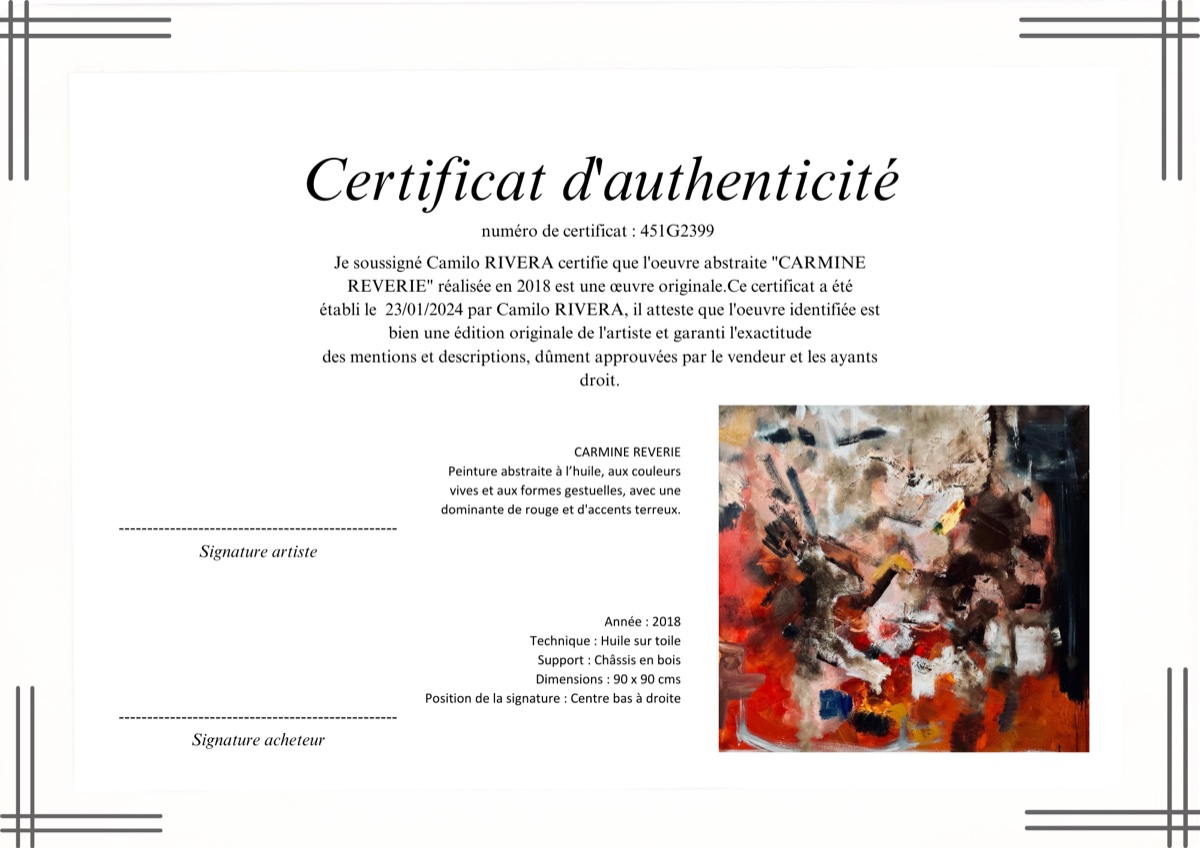 Certificat d'authenticité
numéro de certificat : 451G2399
Je soussigné Camilo RIVERA certifie que l'oeuvre abstraite "CARMINE
REVERIE" réalisée en 2018 est une œuvre originale.Ce certificat a été
établi le  23/01/2024 par Camilo RIVERA, il atteste que l'oeuvre identifiée est
bien une édition originale de l'artiste et garanti l'exactitude
des mentions et descriptions, dûment approuvées par le vendeur et les ayants
droit.
CARMINE REVERIE
Peinture abstraite à l’huile, aux couleurs
vives et aux formes gestuelles, avec une
dominante de rouge et d'accents terreux.
Signature artiste
Année : 2018
Technique : Huile sur toile
Support : Châssis en bois
Dimensions : 90 x 90 cms
Position de la signature : Centre bas à droite
Signature acheteur